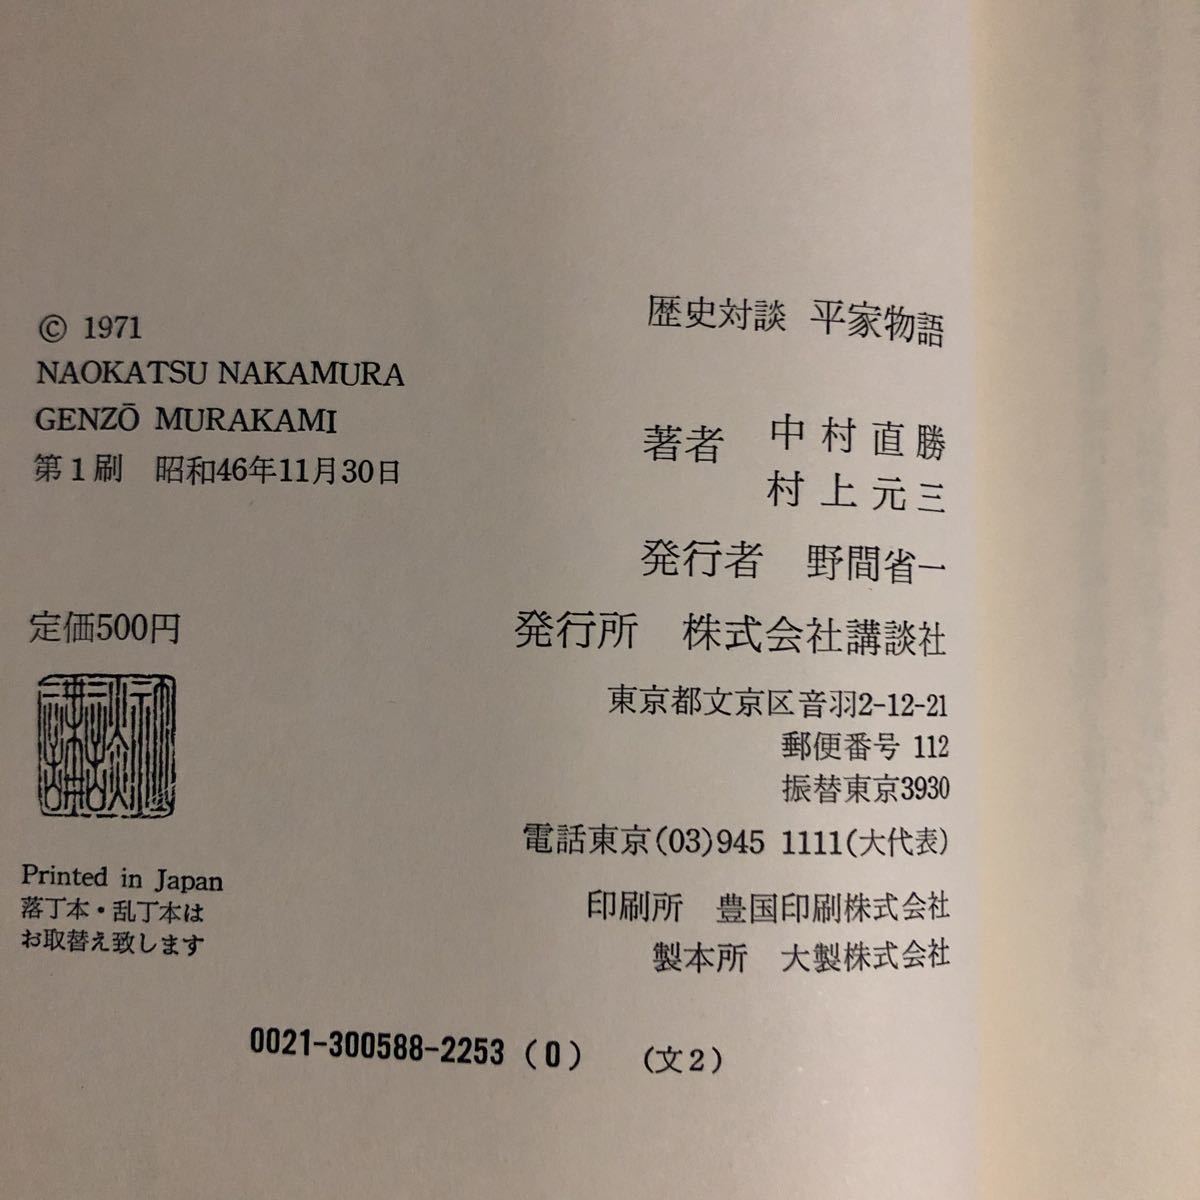 歴史対談 平家物語
© 1971
NAOKATSU NAKAMURA
GENZŌ MURAKAMI
第1刷 昭和46年11月30日
著者 中村直勝
村上元三
発行者 野間省一
発行所 株式会社講談社
東京都文京区音羽2-12-21
郵便番号 112
振替東京3930
電話東京(03)945 1111(大代表)
印刷所 豊国印刷株式会社
製本所 大製株式会社
定価500円
Printed in Japan
落丁本・乱丁本は
お取替え致します
0021-300588-2253 (0) (文2)